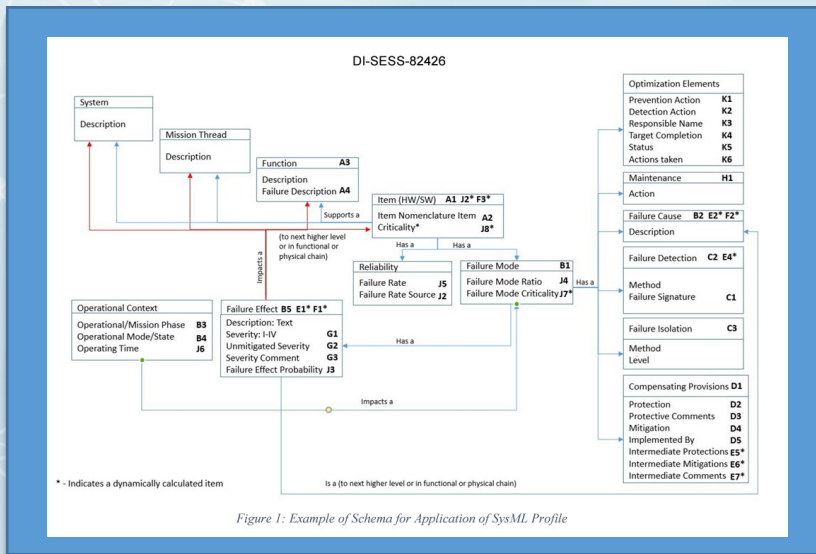 DI-SESS-82426
System
Description
Mission Thread
Description
Function A3
Description
Failure Description A4
Supports a
Item (HW/SW) A1 J2* F3*
Item Nomenclature Item A2
Criticality* J8*
(to next higher level
or in functional or
physical chain)
Impacts a
Has a
Has a
Reliability
Failure Rate J5
Failure Rate Source J2
Failure Mode B1
Failure Mode Ratio J4
Failure Mode Criticality J7*
Has a
Optimization Elements
Prevention Action K1
Detection Action K2
Responsible Name K3
Target Completion K4
Status K5
Actions taken K6
Maintenance H1
Action
Failure Cause B2 E2* F2*
Description
Failure Detection C2 E4*
Method
Failure Signature C1
Failure Isolation C3
Method
Level
Compensating Provisions D1
Protection D2
Protective Comments D3
Mitigation D4
Implemented By D5
Intermediate Protections E5*
Intermediate Mitigations E6*
Intermediate Comments E7*
Operational Context
Operational/Mission Phase B3
Operational Mode/State B4
Operating Time J6
Failure Effect B5 E1* F1*
Description: Text
Severity: I-IV G1
Unmitigated Severity G2
Severity Comment G3
Failure Effect Probability J3
Has a
Impacts a
* - Indicates a dynamically calculated item
Is a (to next higher level or in functional or physical chain)
Figure 1: Example of Schema for Application of SysML Profile